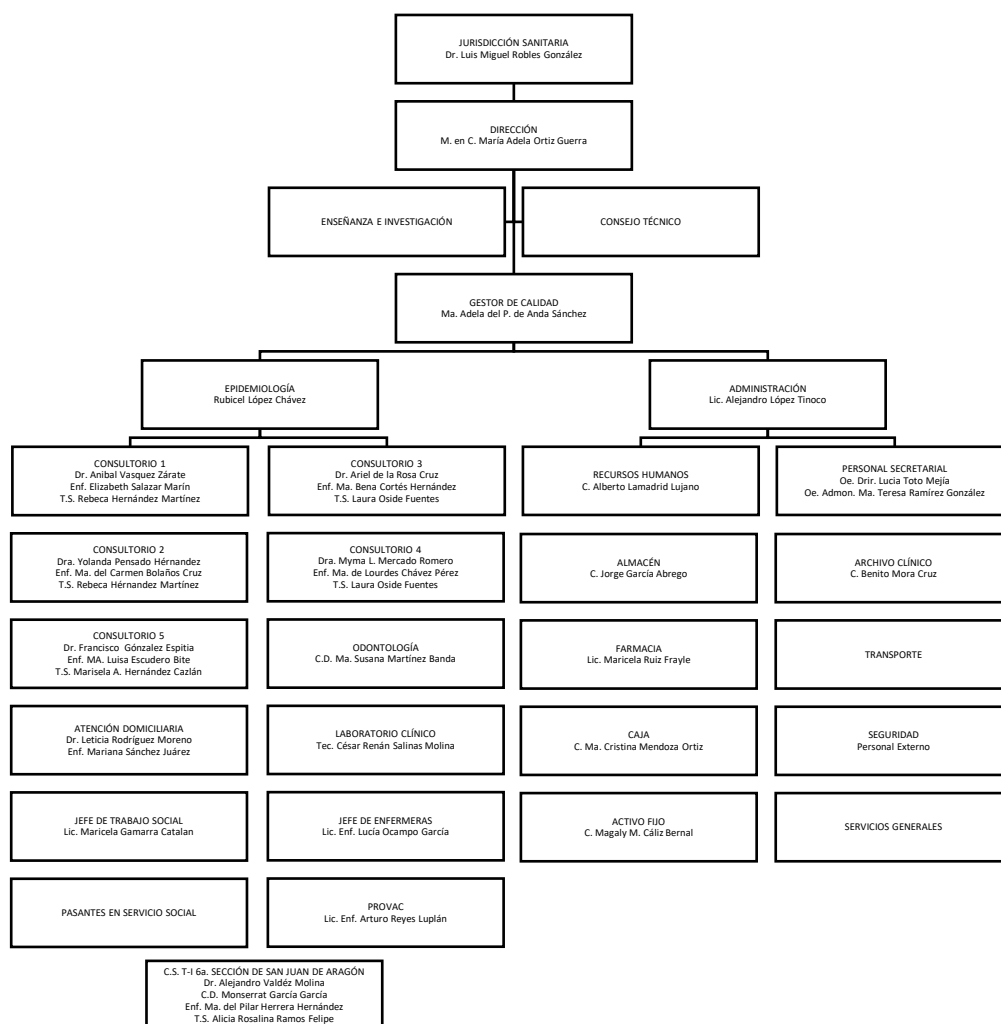 JURISDICCIÓN SANITARIA
Dr. Luis Miguel Robles González
DIRECCIÓN
M. en C. María Adela Ortiz Guerra
ENSEÑANZA E INVESTIGACIÓN
CONSEJO TÉCNICO
GESTOR DE CALIDAD
Ma. Adela del P. de Anda Sánchez
EPIDEMIOLOGÍA
Rubicel López Chávez
ADMINISTRACIÓN
Lic. Alejandro López Tinoco
CONSULTORIO 1
Dr. Anibal Vasquez Zárate
Enf. Elizabeth Salazar Marín
T.S. Rebeca Hernández Martínez
CONSULTORIO 3
Dr. Ariel de la Rosa Cruz
Enf. Ma. Bena Cortés Hernández
T.S. Laura Oside Fuentes
RECURSOS HUMANOS
C. Alberto Lamadrid Lujano
PERSONAL SECRETARIAL
Oe. Drir. Lucia Toto Mejía
Oe. Admon. Ma. Teresa Ramírez González
CONSULTORIO 2
Dra. Yolanda Pensado Hérnandez
Enf. Ma. del Carmen Bolaños Cruz
T.S. Rebeca Hérnandez Martínez
CONSULTORIO 4
Dra. Myma L. Mercado Romero
Enf. Ma. de Lourdes Chávez Pérez
T.S. Laura Oside Fuentes
ALMACÉN
C. Jorge García Abrego
ARCHIVO CLÍNICO
C. Benito Mora Cruz
CONSULTORIO 5
Dr. Francisco Gónzalez Espitia
Enf. MA. Luisa Escudero Bite
T.S. Marisela A. Hernández Cazlán
ODONTOLOGÍA
C.D. Ma. Susana Martínez Banda
FARMACIA
Lic. Maricela Ruiz Frayle
TRANSPORTE
ATENCIÓN DOMICILIARIA
Dr. Leticia Rodríguez Moreno
Enf. Mariana Sánchez Juárez
LABORATORIO CLÍNICO
Tec. César Renán Salinas Molina
CAJA
C. Ma. Cristina Mendoza Ortiz
SEGURIDAD
Personal Externo
JEFE DE TRABAJO SOCIAL
Lic. Maricela Gamarra Catalan
JEFE DE ENFERMERAS
Lic. Enf. Lucía Ocampo García
ACTIVO FIJO
C. Magaly M. Cáliz Bernal
SERVICIOS GENERALES
PASANTES EN SERVICIO SOCIAL
PROVAC
Lic. Enf. Arturo Reyes Luplán
C.S. T-I 6a. SECCIÓN DE SAN JUAN DE ARAGÓN
Dr. Alejandro Valdéz Molina
C.D. Monserrat García García
Enf. Ma. del Pilar Herrera Hernández
T.S. Alicia Rosalina Ramos Felipe